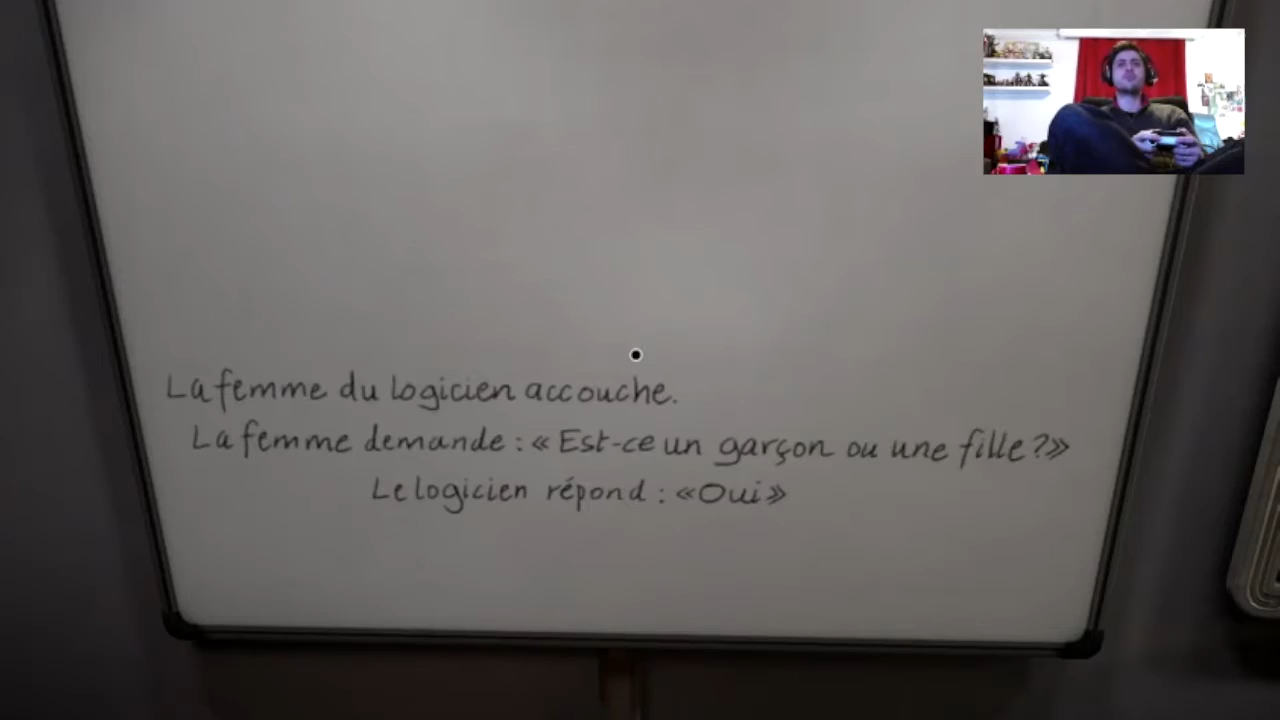 La femme du logicien accouche.
La femme demande : « Est-ce un garçon ou une fille ? »
Le logicien répond : « Oui »